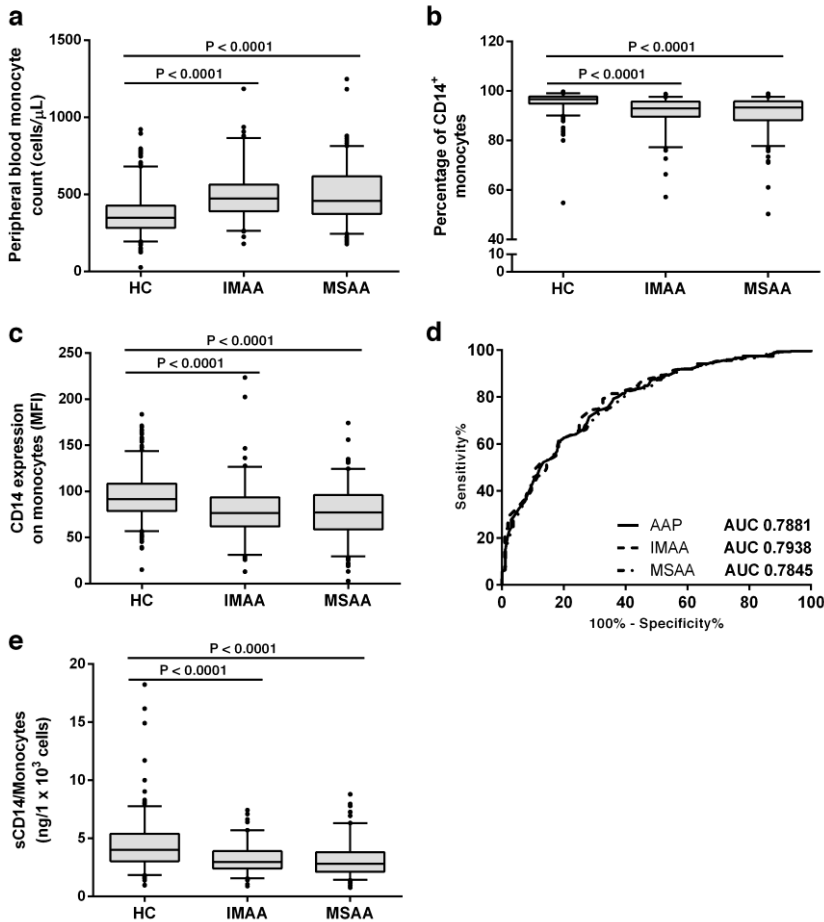 a
Peripheral blood monocyte
count (cells/μL)
1500
1000
500
0
P < 0.0001
P < 0.0001
HC IMAA MSAA
b
Percentage of CD14+
monocytes
120
100
80
60
40
10
0
P < 0.0001
P < 0.0001
HC IMAA MSAA
c
CD14 expression
on monocytes (MFI)
250
200
150
100
50
0
P < 0.0001
P < 0.0001
HC IMAA MSAA
d
Sensitivity%
100
80
60
40
20
0
AAP AUC 0.7881
IMAA AUC 0.7938
MSAA AUC 0.7845
0 20 40 60 80 100
100% - Specificity%
e
sCD14/Monocytes
(ng/1 x 10³ cells)
20
15
10
5
0
P < 0.0001
P < 0.0001
HC IMAA MSAA